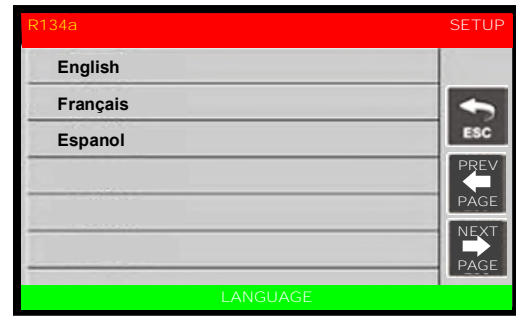 R134a SETUP
English
Français
Espanol
ESC
PREV
PAGE
NEXT
PAGE
LANGUAGE